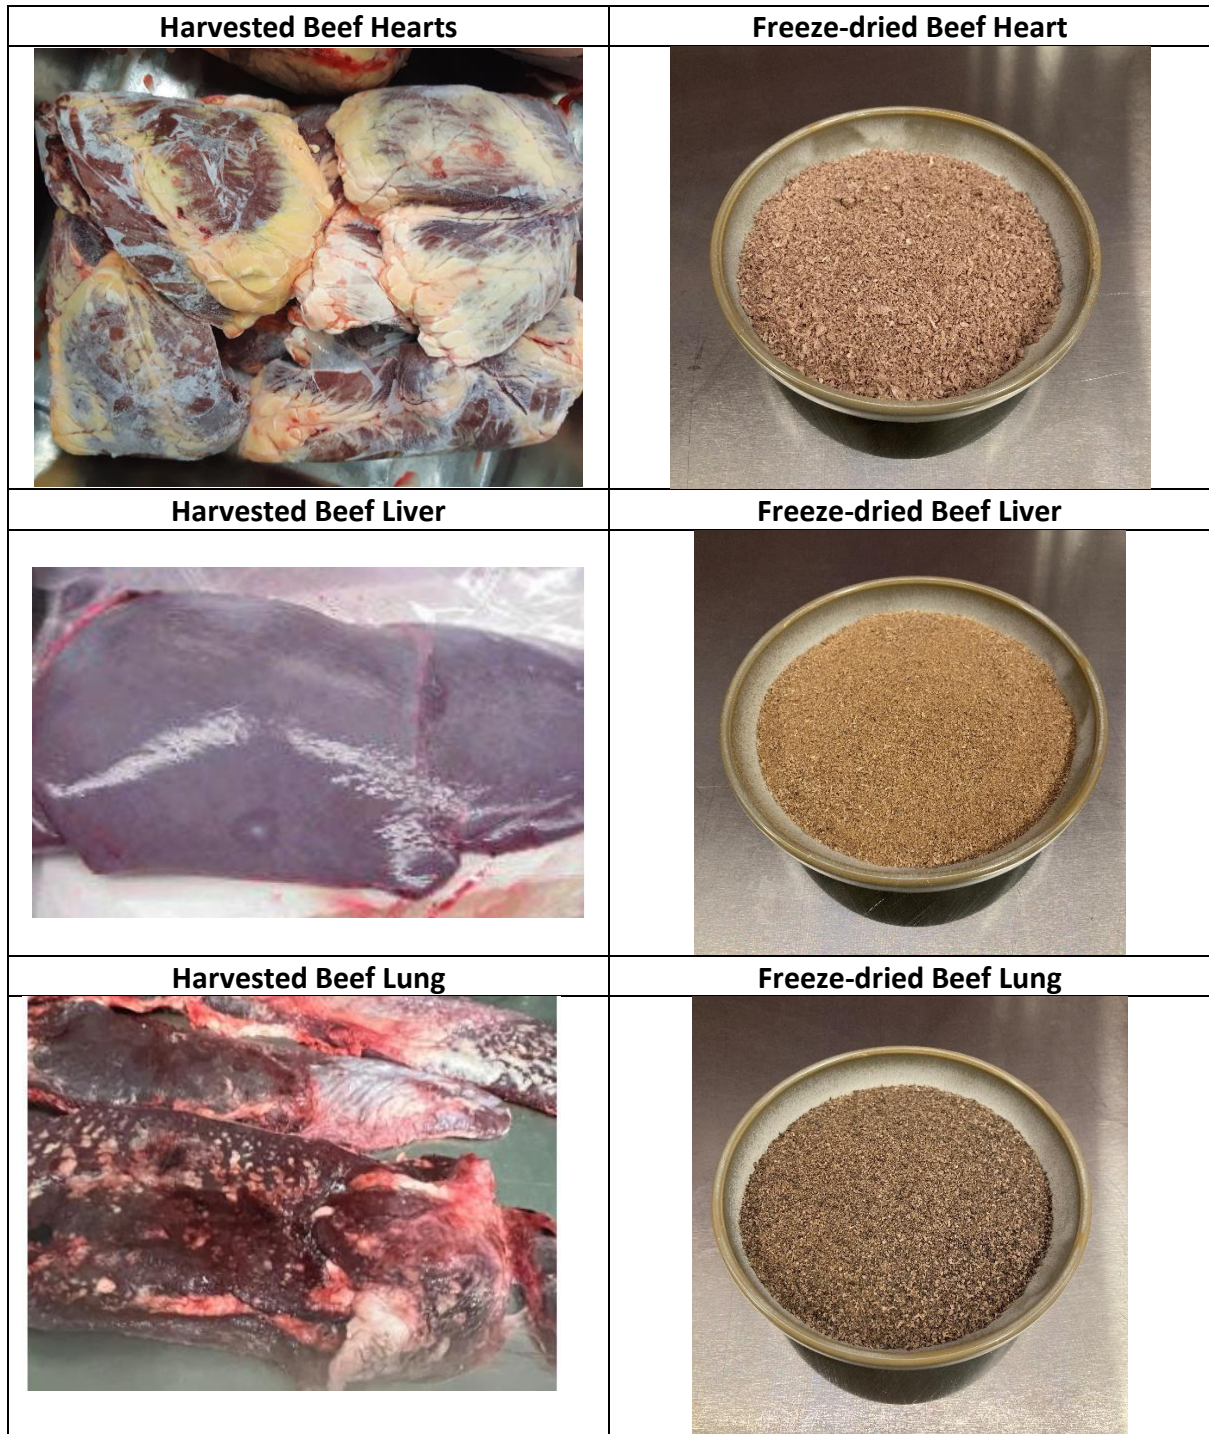 Harvested Beef Hearts
Freeze-dried Beef Heart
Harvested Beef Liver
Freeze-dried Beef Liver
Harvested Beef Lung
Freeze-dried Beef Lung